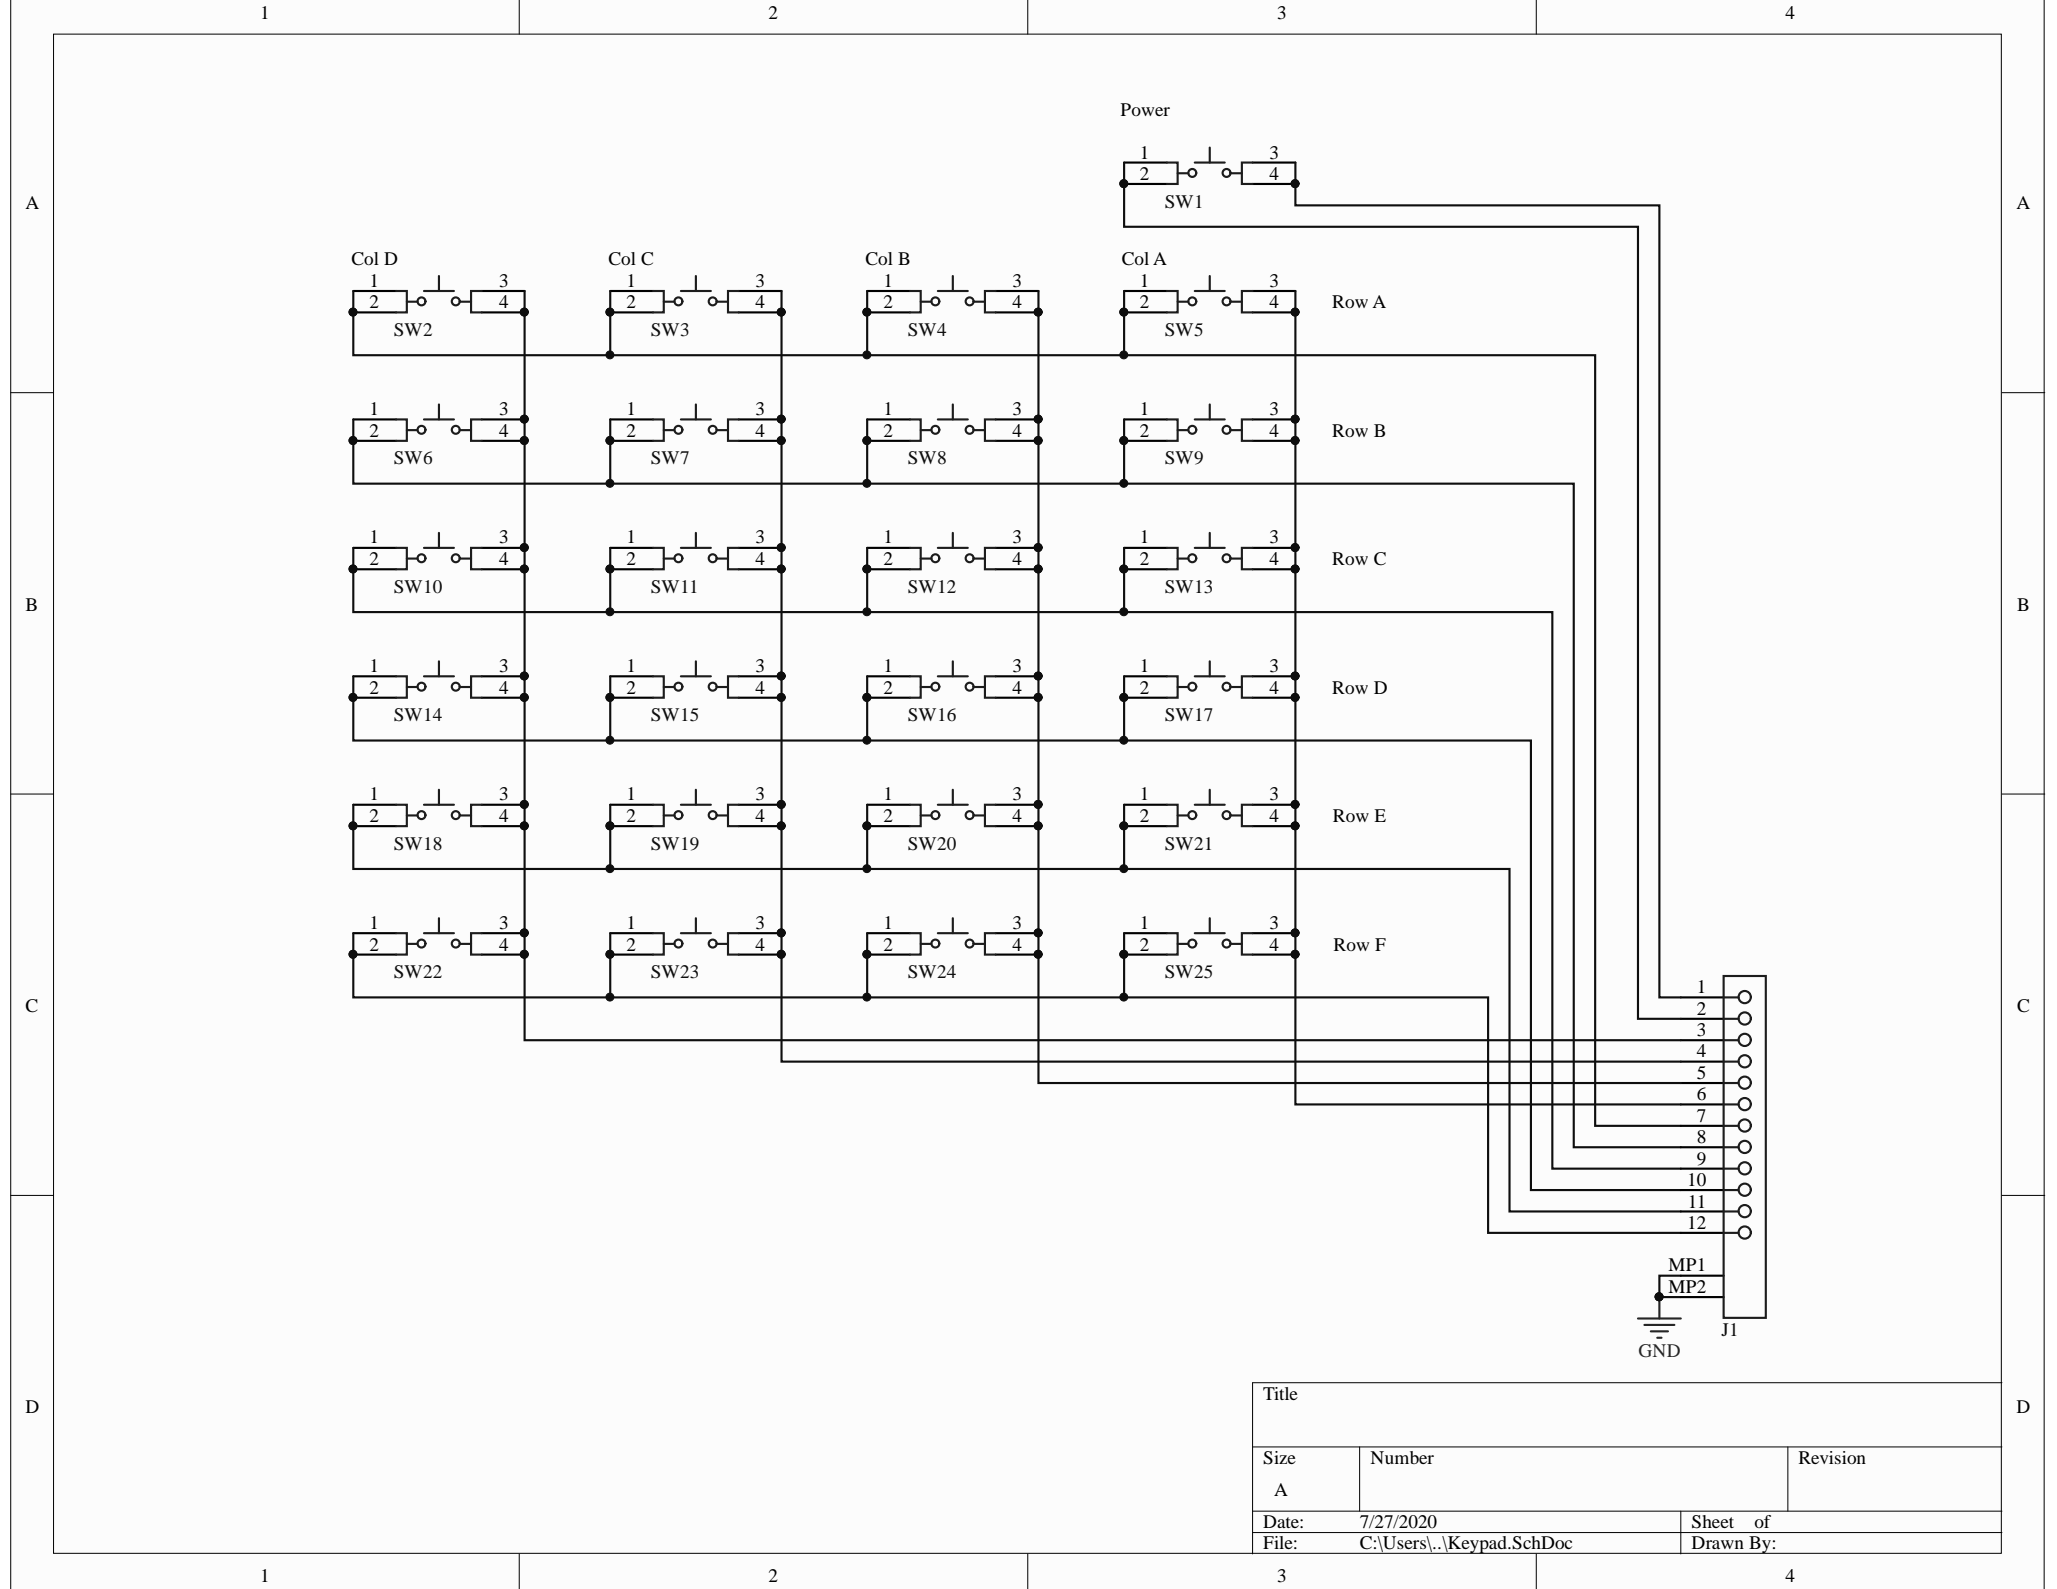 1 2 3 4
Power
1 3
2 4
A SW1 A
Col D Col C Col B Col A
1 3 1 3 1 3 1 3
2 4 2 4 2 4 2 4 Row A
SW2 SW3 SW4 SW5
1 3 1 3 1 3 1 3
2 4 2 4 2 4 2 4 Row B
SW6 SW7 SW8 SW9
1 3 1 3 1 3 1 3
2 4 2 4 2 4 2 4 Row C
SW10 SW11 SW12 SW13
B B
1 3 1 3 1 3 1 3
2 4 2 4 2 4 2 4 Row D
SW14 SW15 SW16 SW17
1 3 1 3 1 3 1 3
2 4 2 4 2 4 2 4 Row E
SW18 SW19 SW20 SW21
1 3 1 3 1 3 1 3
2 4 2 4 2 4 2 4 Row F
SW22 SW23 SW24 SW25
1
C 2 C
3
4
5
6
7
8
9
10
11
12
MP1
MP2
J1
GND
Title
D D
Size Number Revision
A
Date: 7/27/2020 Sheet of
File: C:\Users\..\Keypad.SchDoc Drawn By:
1 2 3 4